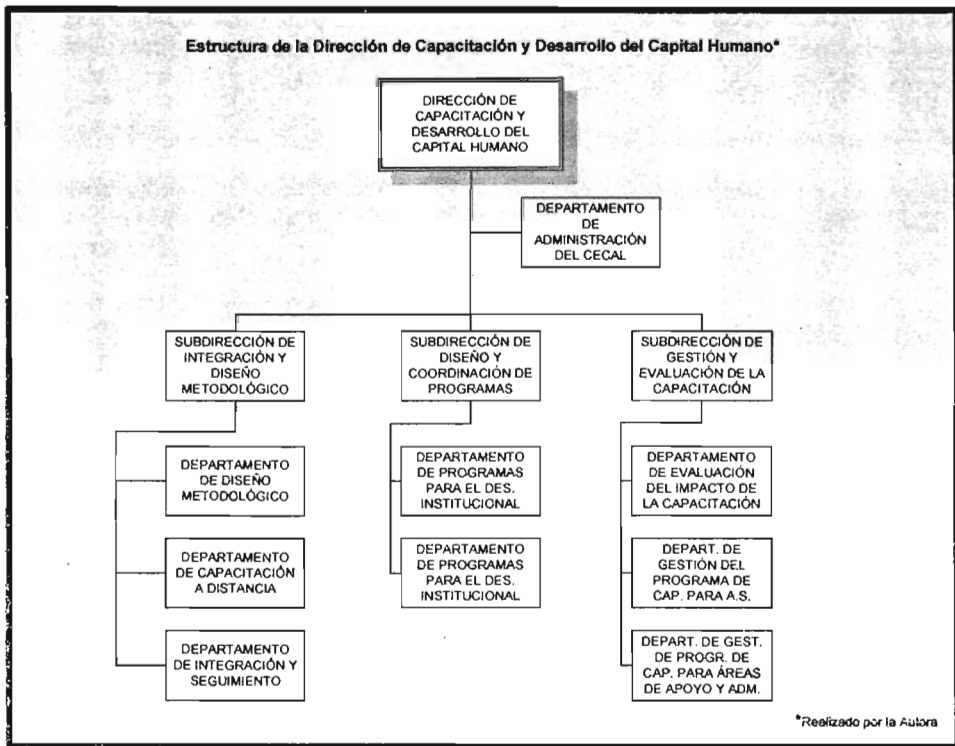 Estructura de la Dirección de Capacitación y Desarrollo del Capital Humano*
DIRECCIÓN DE
CAPACITACIÓN Y
DESARROLLO DEL
CAPITAL HUMANO
DEPARTAMENTO
DE
ADMINISTRACIÓN
DEL CECAL
SUBDIRECCIÓN DE
INTEGRACIÓN Y
DISEÑO
METODOLÓGICO
SUBDIRECCIÓN DE
DISEÑO Y
COORDINACIÓN DE
PROGRAMAS
SUBDIRECCIÓN DE
GESTIÓN Y
EVALUACIÓN DE LA
CAPACITACIÓN
DEPARTAMENTO
DE DISEÑO
METODOLÓGICO
DEPARTAMENTO
DE PROGRAMAS
PARA EL DES.
INSTITUCIONAL
DEPARTAMENTO
DE EVALUACIÓN
DEL IMPACTO DE
LA CAPACITACIÓN
DEPARTAMENTO
DE CAPACITACIÓN
A DISTANCIA
DEPARTAMENTO
DE PROGRAMAS
PARA EL DES.
INSTITUCIONAL
DEPART. DE
GESTIÓN DEL
PROGRAMA DE
CAP. PARA A.S.
DEPARTAMENTO
DE INTEGRACIÓN Y
SEGUIMIENTO
DEPART. DE GEST.
DE PROGR. DE
CAP. PARA ÁREAS
DE APOYO Y ADM.
*Realizado por la Autora